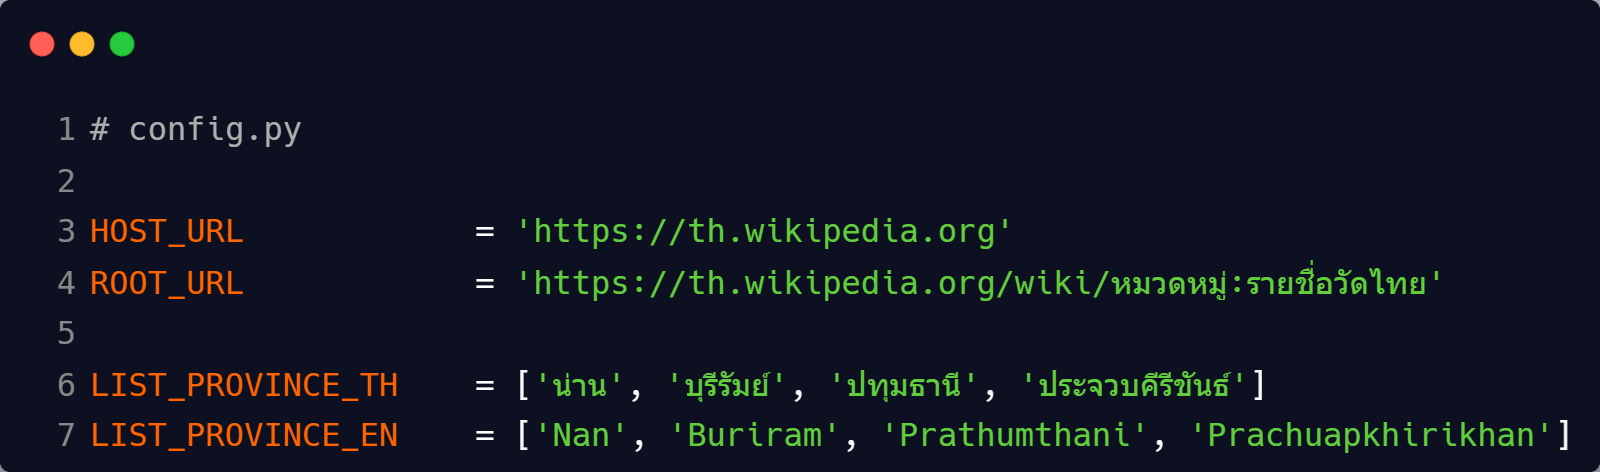 1 # config.py
2
3 HOST_URL = 'https://th.wikipedia.org'
4 ROOT_URL = 'https://th.wikipedia.org/wiki/หมวดหมู่:รายชื่อวัดไทย'
5
6 LIST_PROVINCE_TH = ['น่าน', 'บุรีรัมย์', 'ปทุมธานี', 'ประจวบคีรีขันธ์']
7 LIST_PROVINCE_EN = ['Nan', 'Buriram', 'Prathumthani', 'Prachuapkhirikhan']